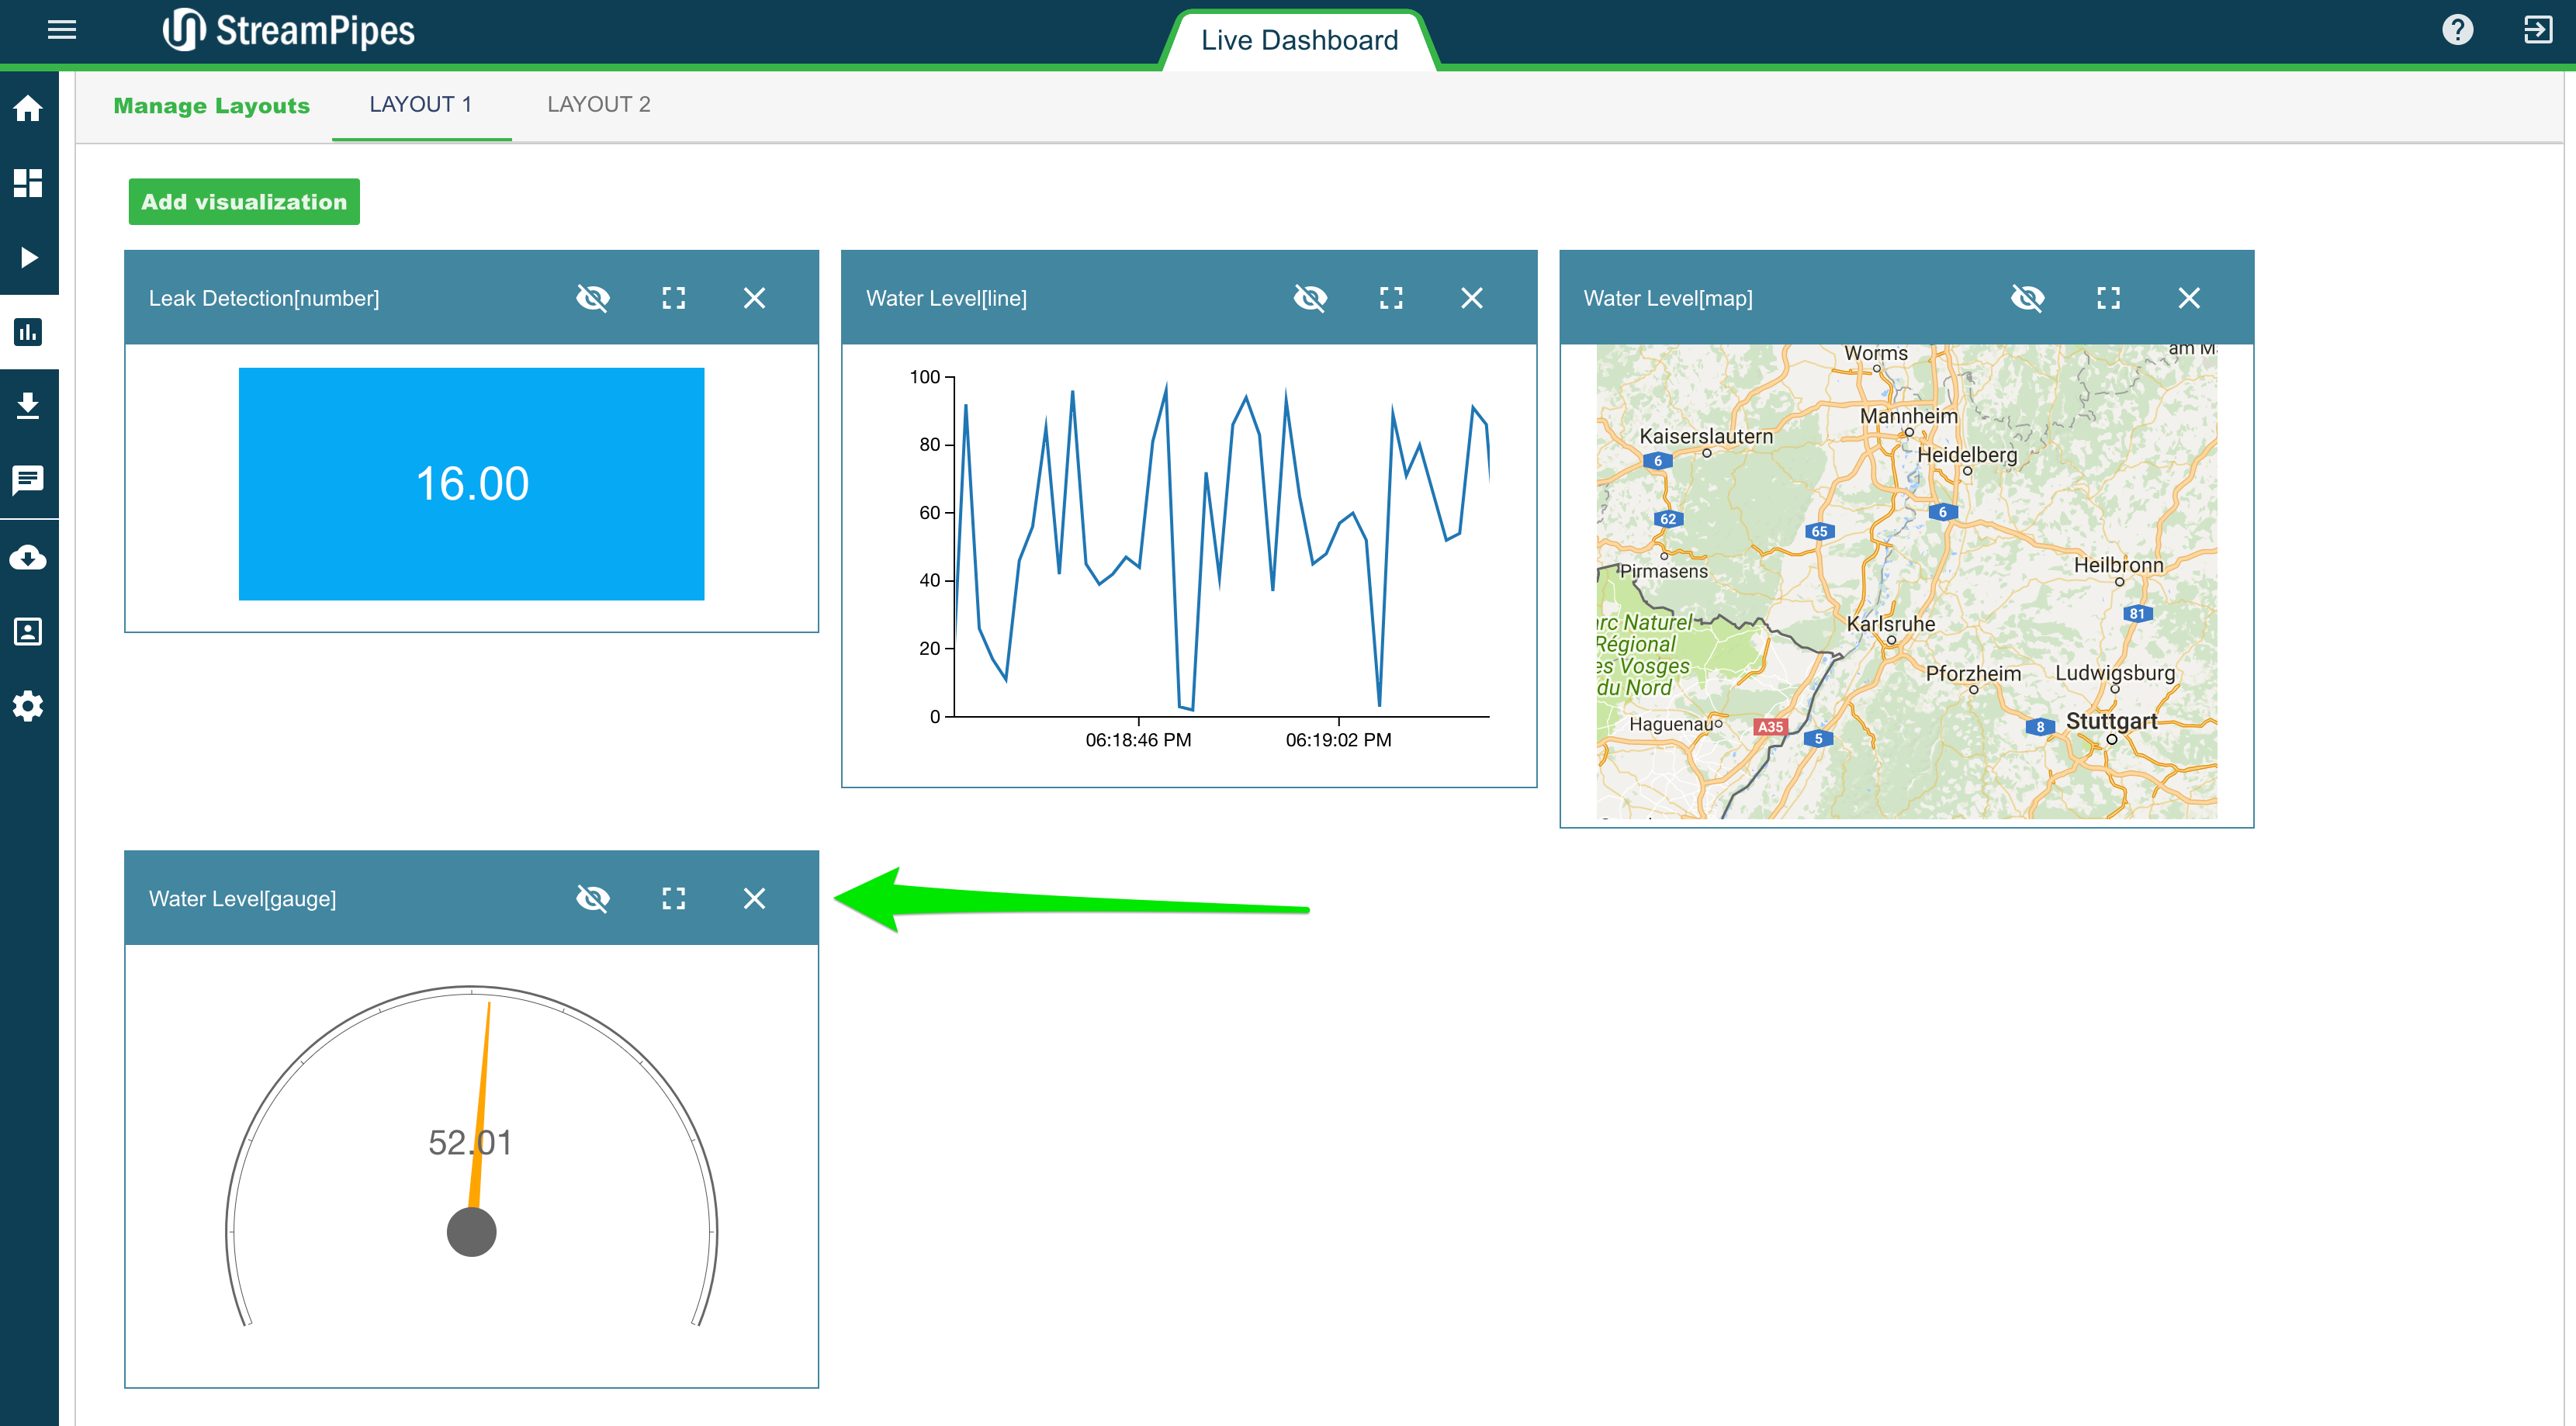 StreamPipes
Live Dashboard
Manage Layouts
LAYOUT 1
LAYOUT 2
Add visualization
Leak Detection[number]
16.00
Water Level[line]
100
80
60
40
20
0
06:18:46 PM
06:19:02 PM
Water Level[map]
Worms
am M
Mannheim
Kaiserslautern
6
Heidelberg
62
65
6
Pirmasens
Heilbronn
81
arc Naturel
Régional
es Vosges
du Nord
Karlsruhe
Pforzheim
Ludwigsburg
Haguenau
A35
5
8
Stuttgart
Water Level[gauge]
52.01